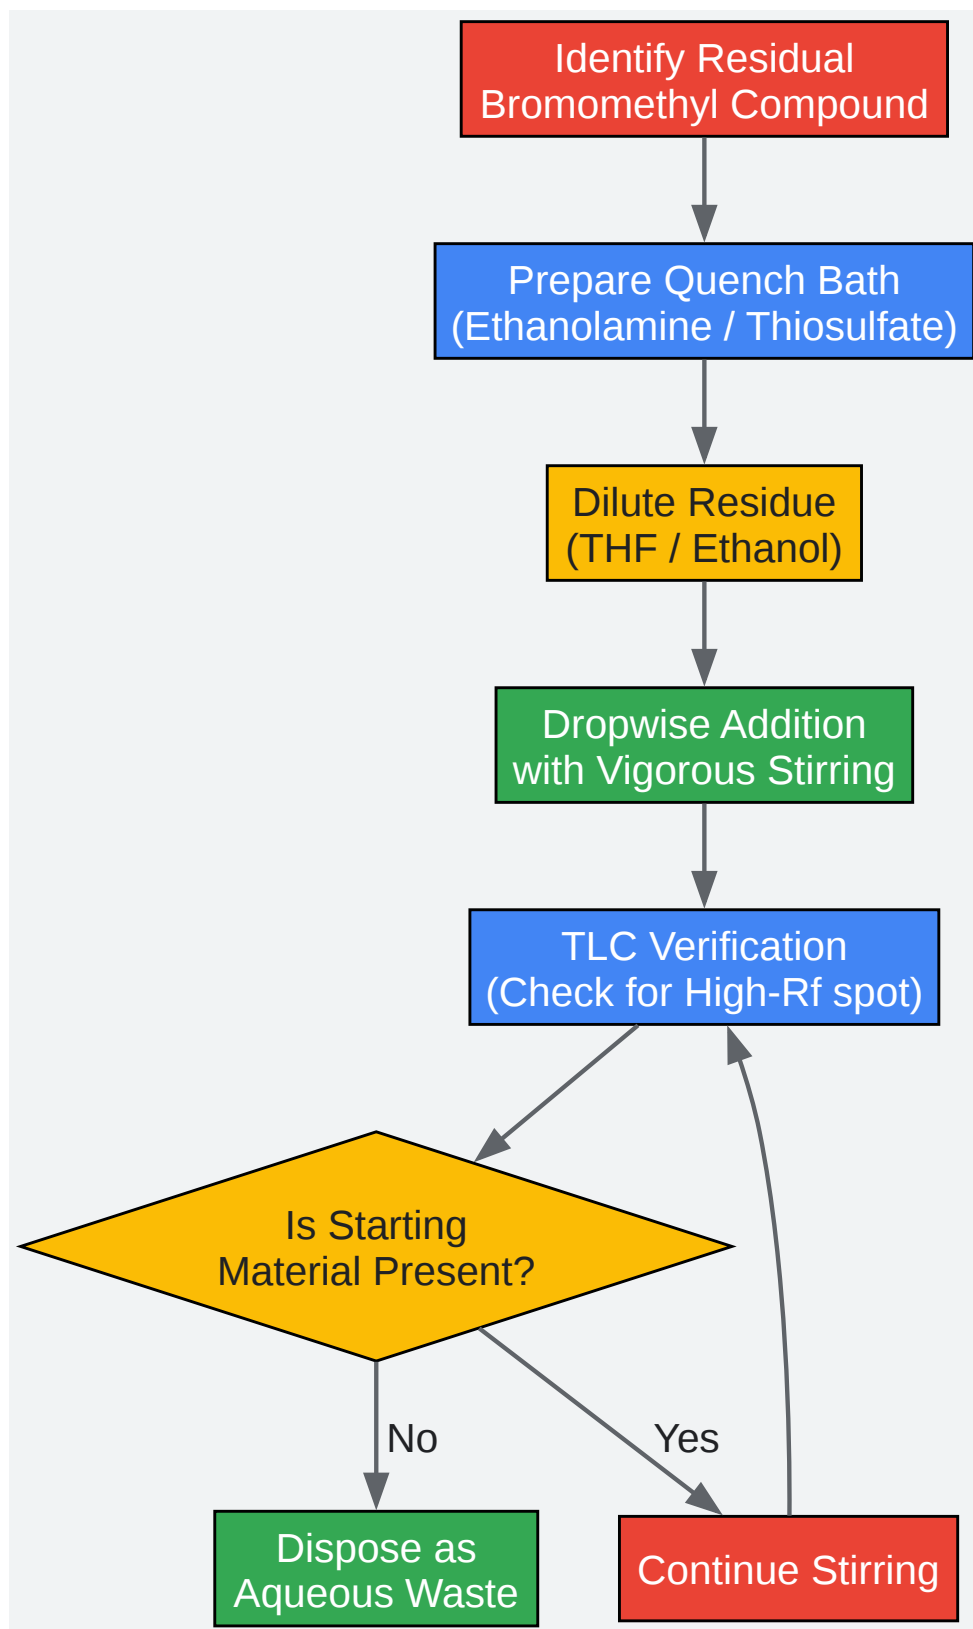 Identify Residual
Bromomethyl Compound
Prepare Quench Bath
(Ethanolamine / Thiosulfate)
Dilute Residue
(THF / Ethanol)
Dropwise Addition
with Vigorous Stirring
TLC Verification
(Check for High-Rf spot)
Is Starting
Material Present?
No
Yes
Dispose as
Aqueous Waste
Continue Stirring